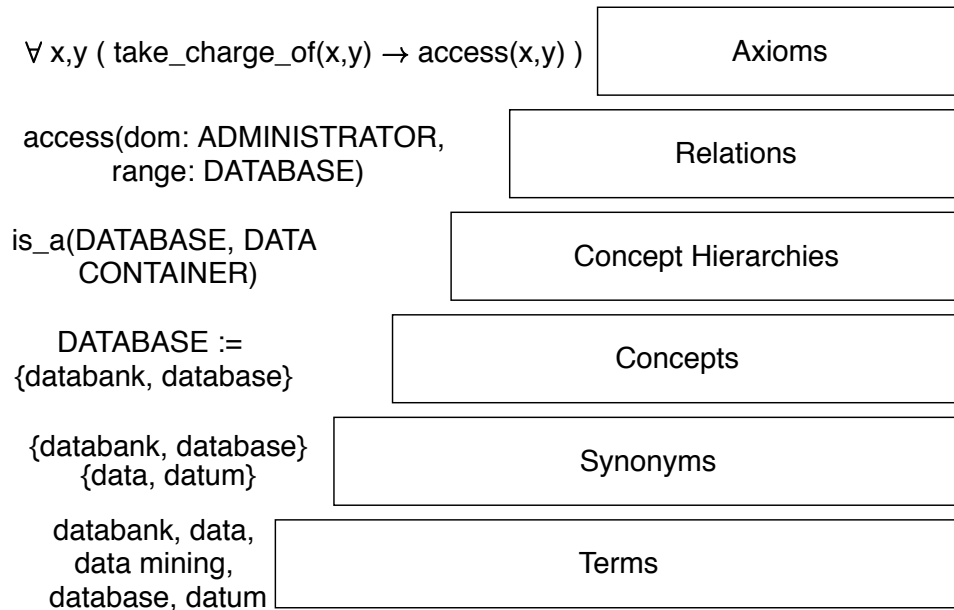 ∀ x,y ( take_charge_of(x,y) → access(x,y) )
Axioms
access(dom: ADMINISTRATOR,
range: DATABASE)
Relations
is_a(DATABASE, DATA
CONTAINER)
Concept Hierarchies
DATABASE :=
{databank, database}
Concepts
{databank, database}
{data, datum}
Synonyms
databank, data,
data mining,
database, datum
Terms